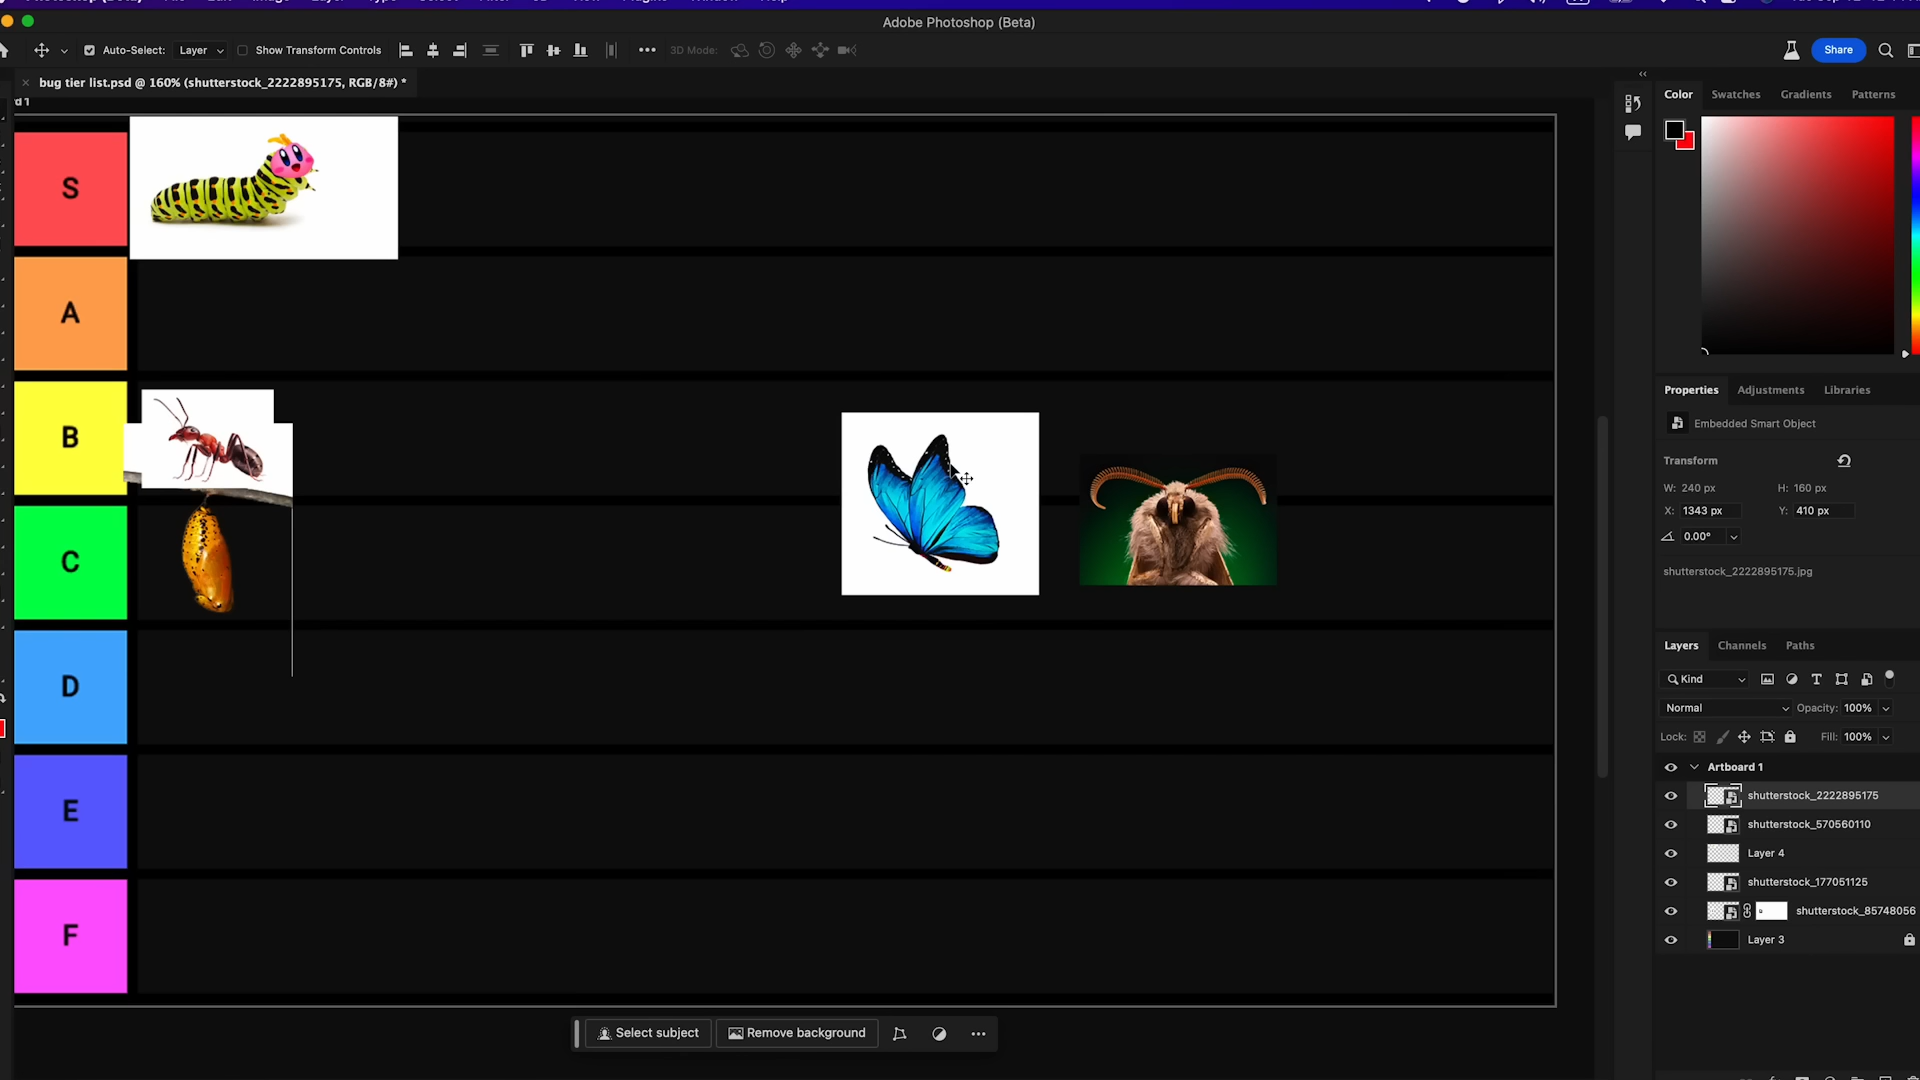 Adobe Photoshop (Beta)
Auto-Select: Layer Show Transform Controls 3D Mode: Share
bug tier list.psd @ 160% (shutterstock_2222895175, RGB/8#) *
d 1
S
A
B
C
D
E
F
Select subject Remove background
Color Swatches Gradients Patterns
Properties Adjustments Libraries
Embedded Smart Object
Transform
W: 240 px H: 160 px
X: 1343 px Y: 410 px
0.00°
shutterstock_2222895175.jpg
Layers Channels Paths
Kind
Normal Opacity: 100%
Lock: Fill: 100%
Artboard 1
shutterstock_2222895175
shutterstock_570560110
Layer 4
shutterstock_177051125
shutterstock_85748056
Layer 3